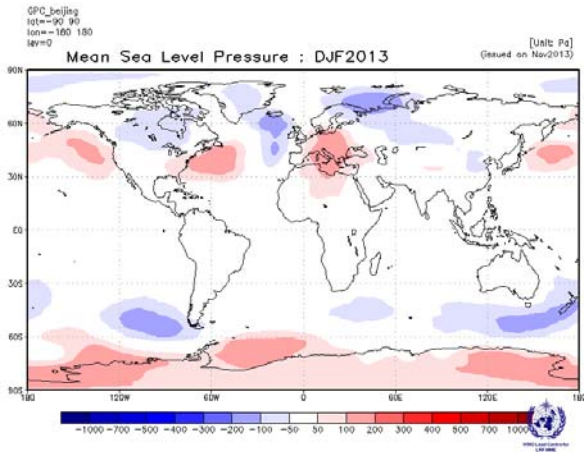 GPC_beijing
lat=-90 90
lon=-180 180
lev=0
[Unit: Pa]
Mean Sea Level Pressure : DJF2013
(issued on Nov2013)
90N
60N
30N
EQ
30S
60S
90S
180 120W 60W 0 60E 120E 180
-1000 -700 -500 -400 -300 -200 -100 -50 50 100 200 300 400 500 700 1000